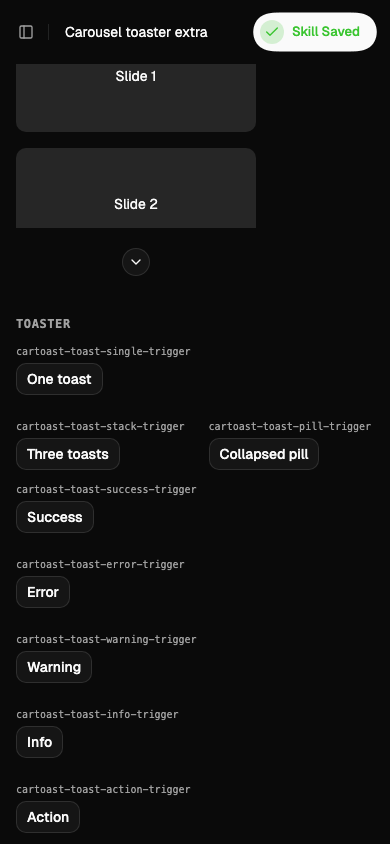 Carousel toaster extra
Skill Saved
Slide 1
Slide 2
TOASTER
cartoast-toast-single-trigger
One toast
cartoast-toast-stack-trigger
Three toasts
cartoast-toast-pill-trigger
Collapsed pill
cartoast-toast-success-trigger
Success
cartoast-toast-error-trigger
Error
cartoast-toast-warning-trigger
Warning
cartoast-toast-info-trigger
Info
cartoast-toast-action-trigger
Action